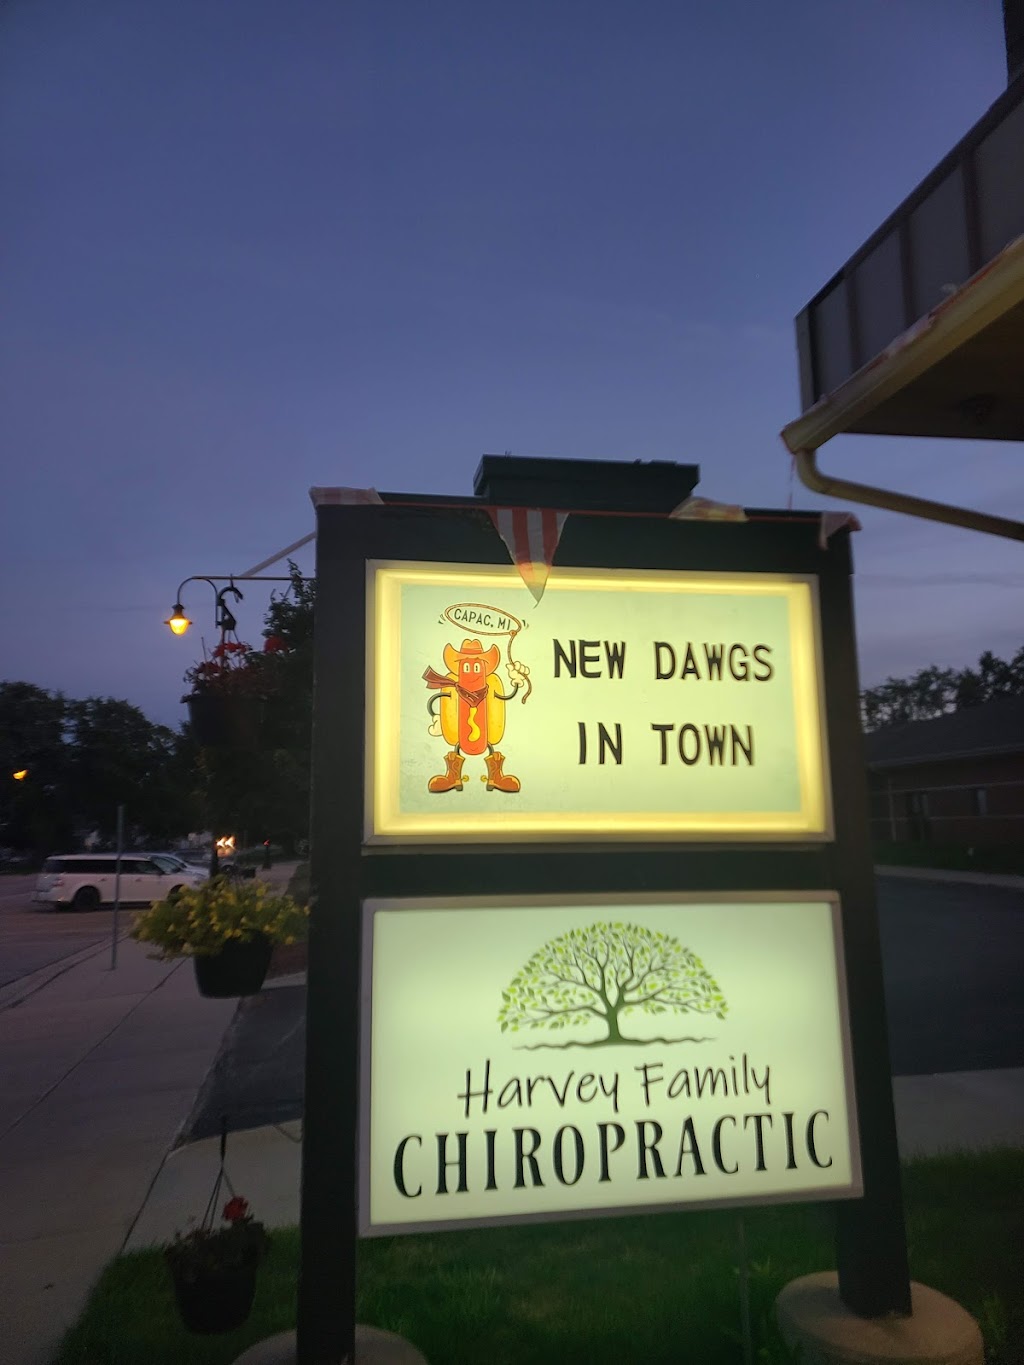 CAPAC, MI
NEW DAWGS
IN TOWN
Harvey Family
CHIROPRACTIC